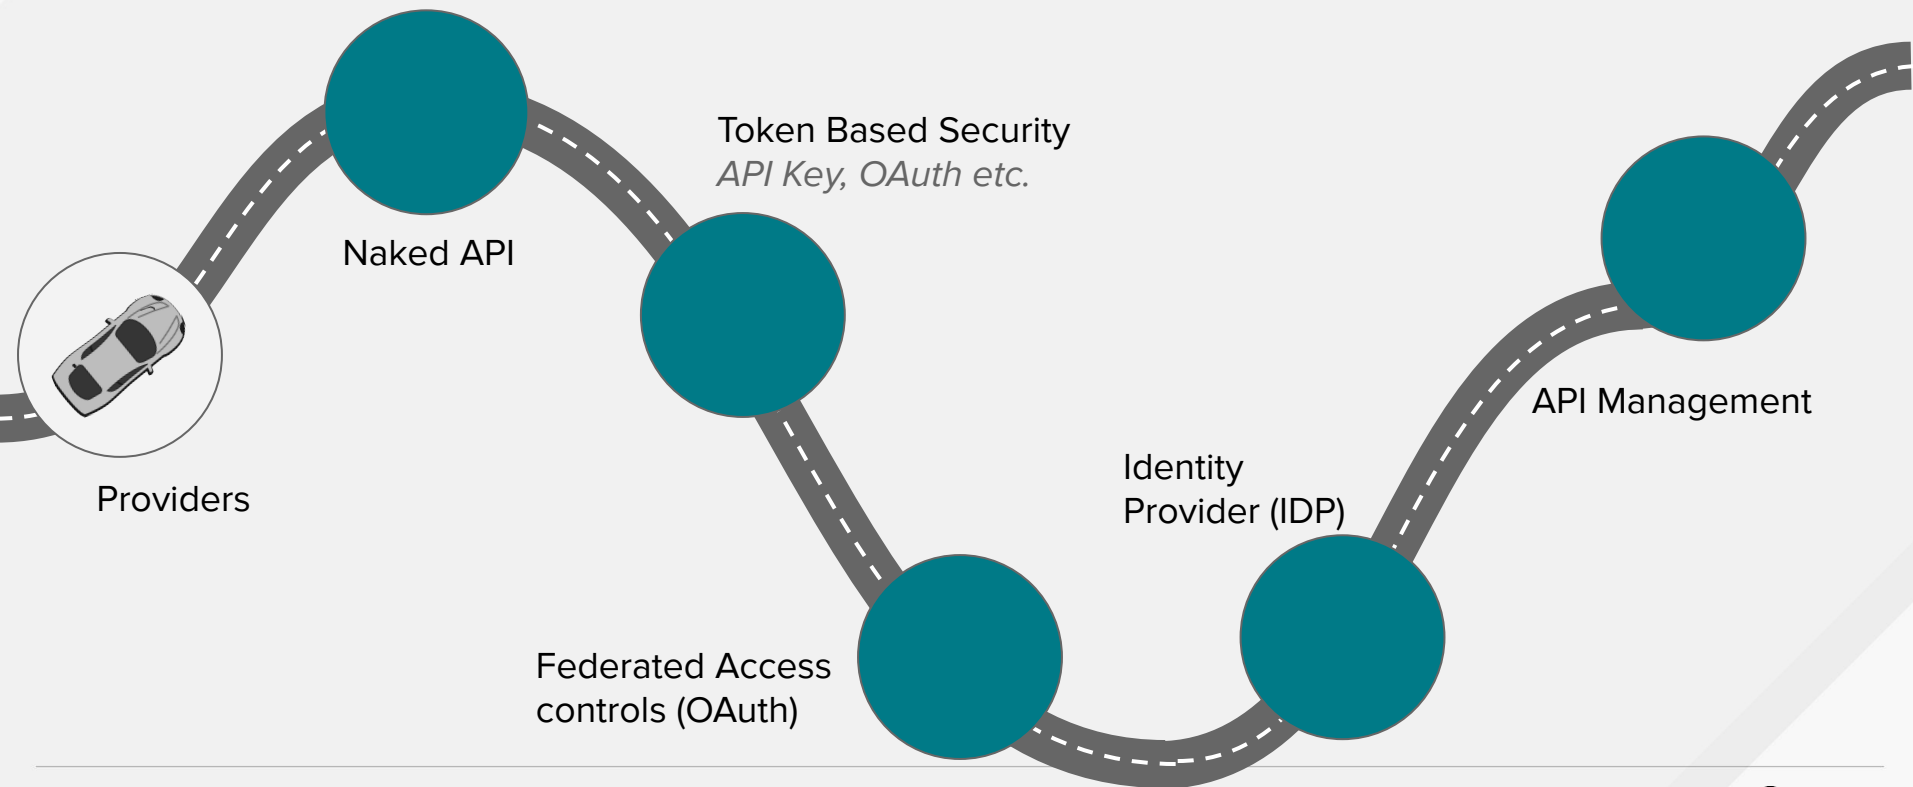 Providers
Naked API
Token Based Security
API Key, OAuth etc.
Federated Access
controls (OAuth)
Identity
Provider (IDP)
API Management